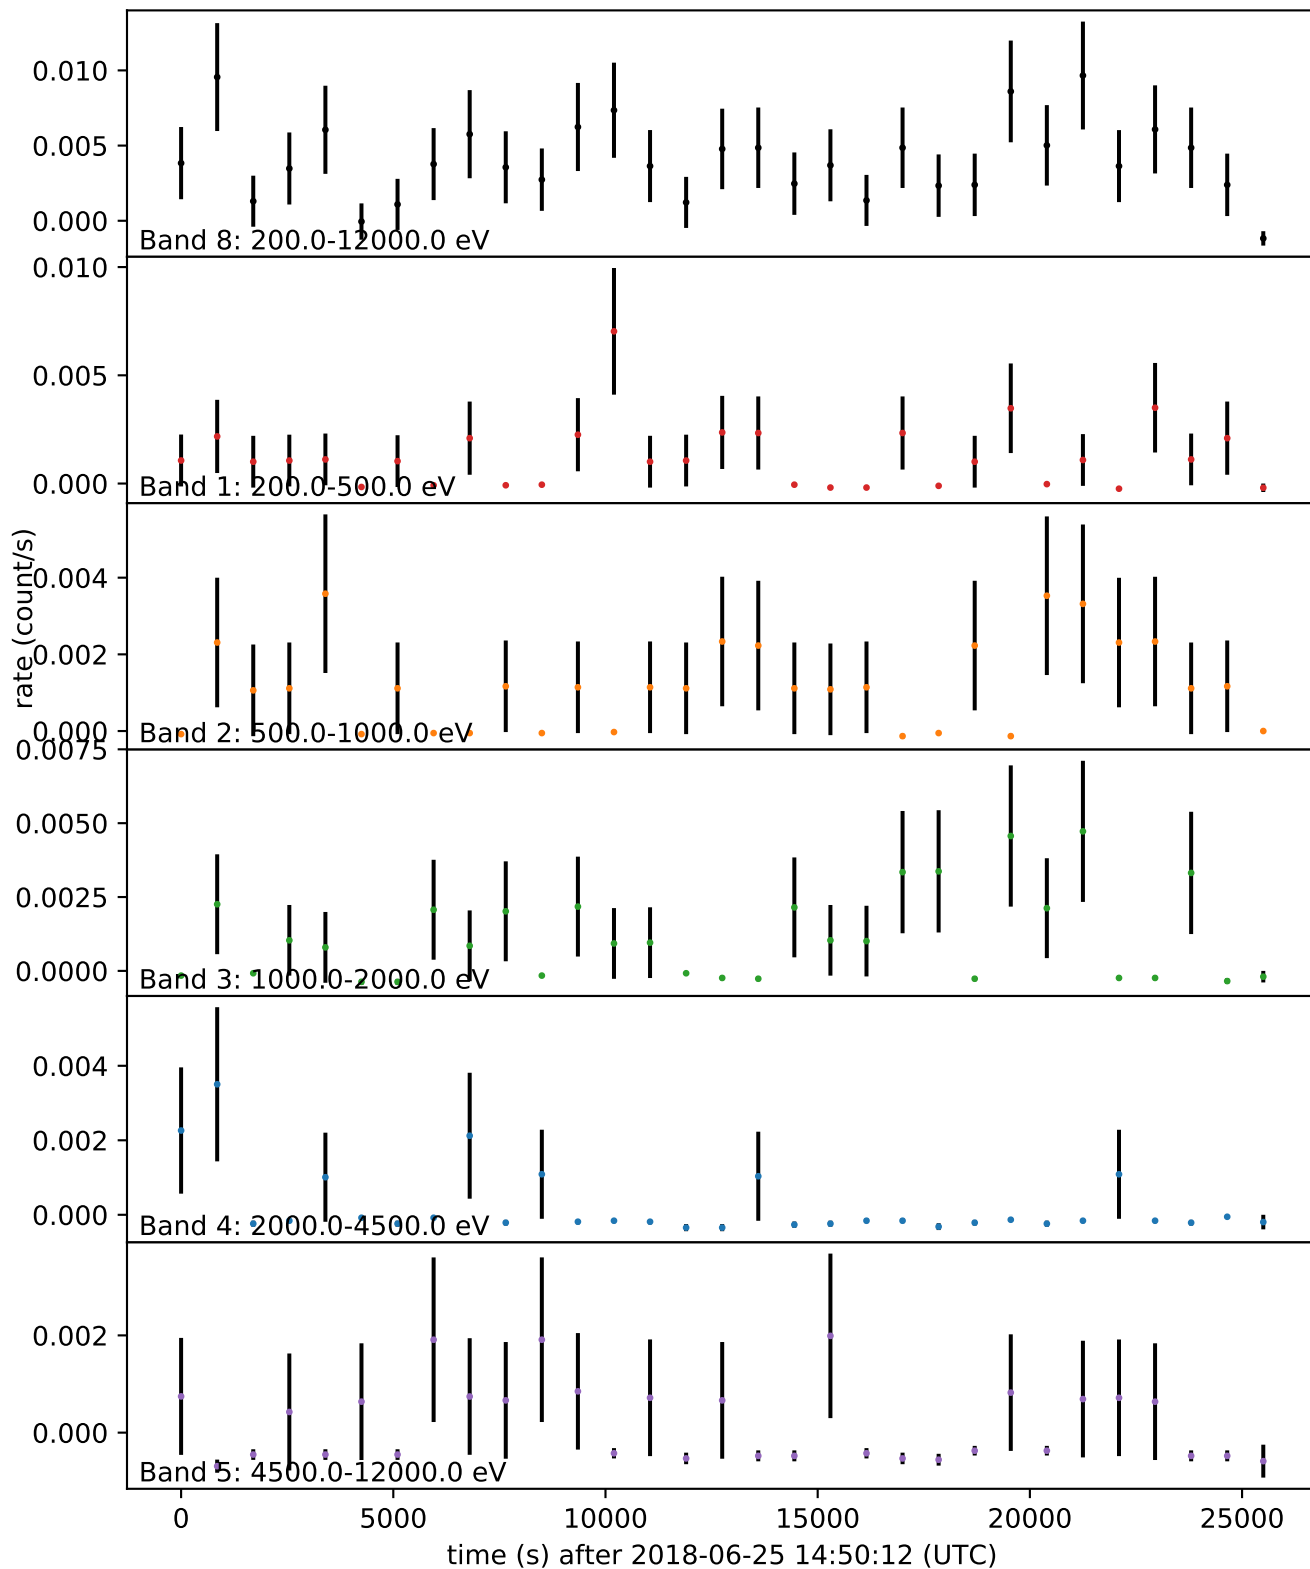 0.010
0.005
0.000
Band 8: 200.0-12000.0 eV
0.010
0.005
0.000
Band 1: 200.0-500.0 eV
rate (count/s)
0.004
0.002
0.000
Band 2: 500.0-1000.0 eV
0.0075
0.0050
0.0025
0.0000
Band 3: 1000.0-2000.0 eV
0.004
0.002
0.000
Band 4: 2000.0-4500.0 eV
0.002
0.000
Band 5: 4500.0-12000.0 eV
0 5000 10000 15000 20000 25000
time (s) after 2018-06-25 14:50:12 (UTC)